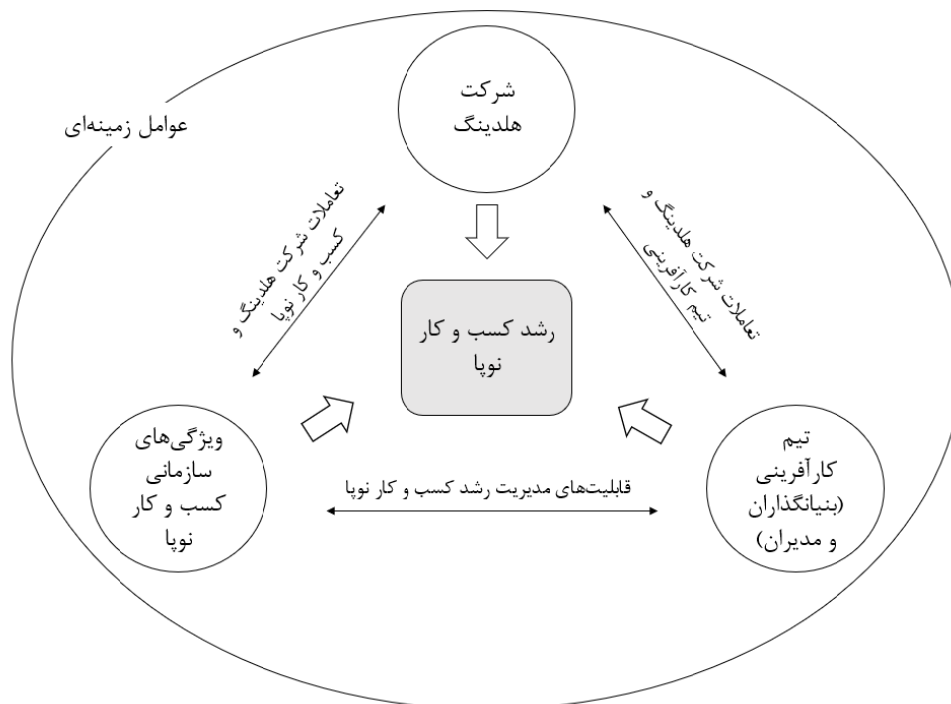 شرکت
هلدینگ
عوامل زمینه‌ای
تعاملات شرکت هلدینگ و
تیم کارآفرینی
تعاملات شرکت هلدینگ و
کسب و کار نوپا
رشد کسب و کار
نوپا
تیم
کارآفرینی
(بنیانگذاران
و مدیران)
قابلیت‌های مدیریت رشد کسب و کار نوپا
ویژگی‌های
سازمانی
کسب و کار
نوپا